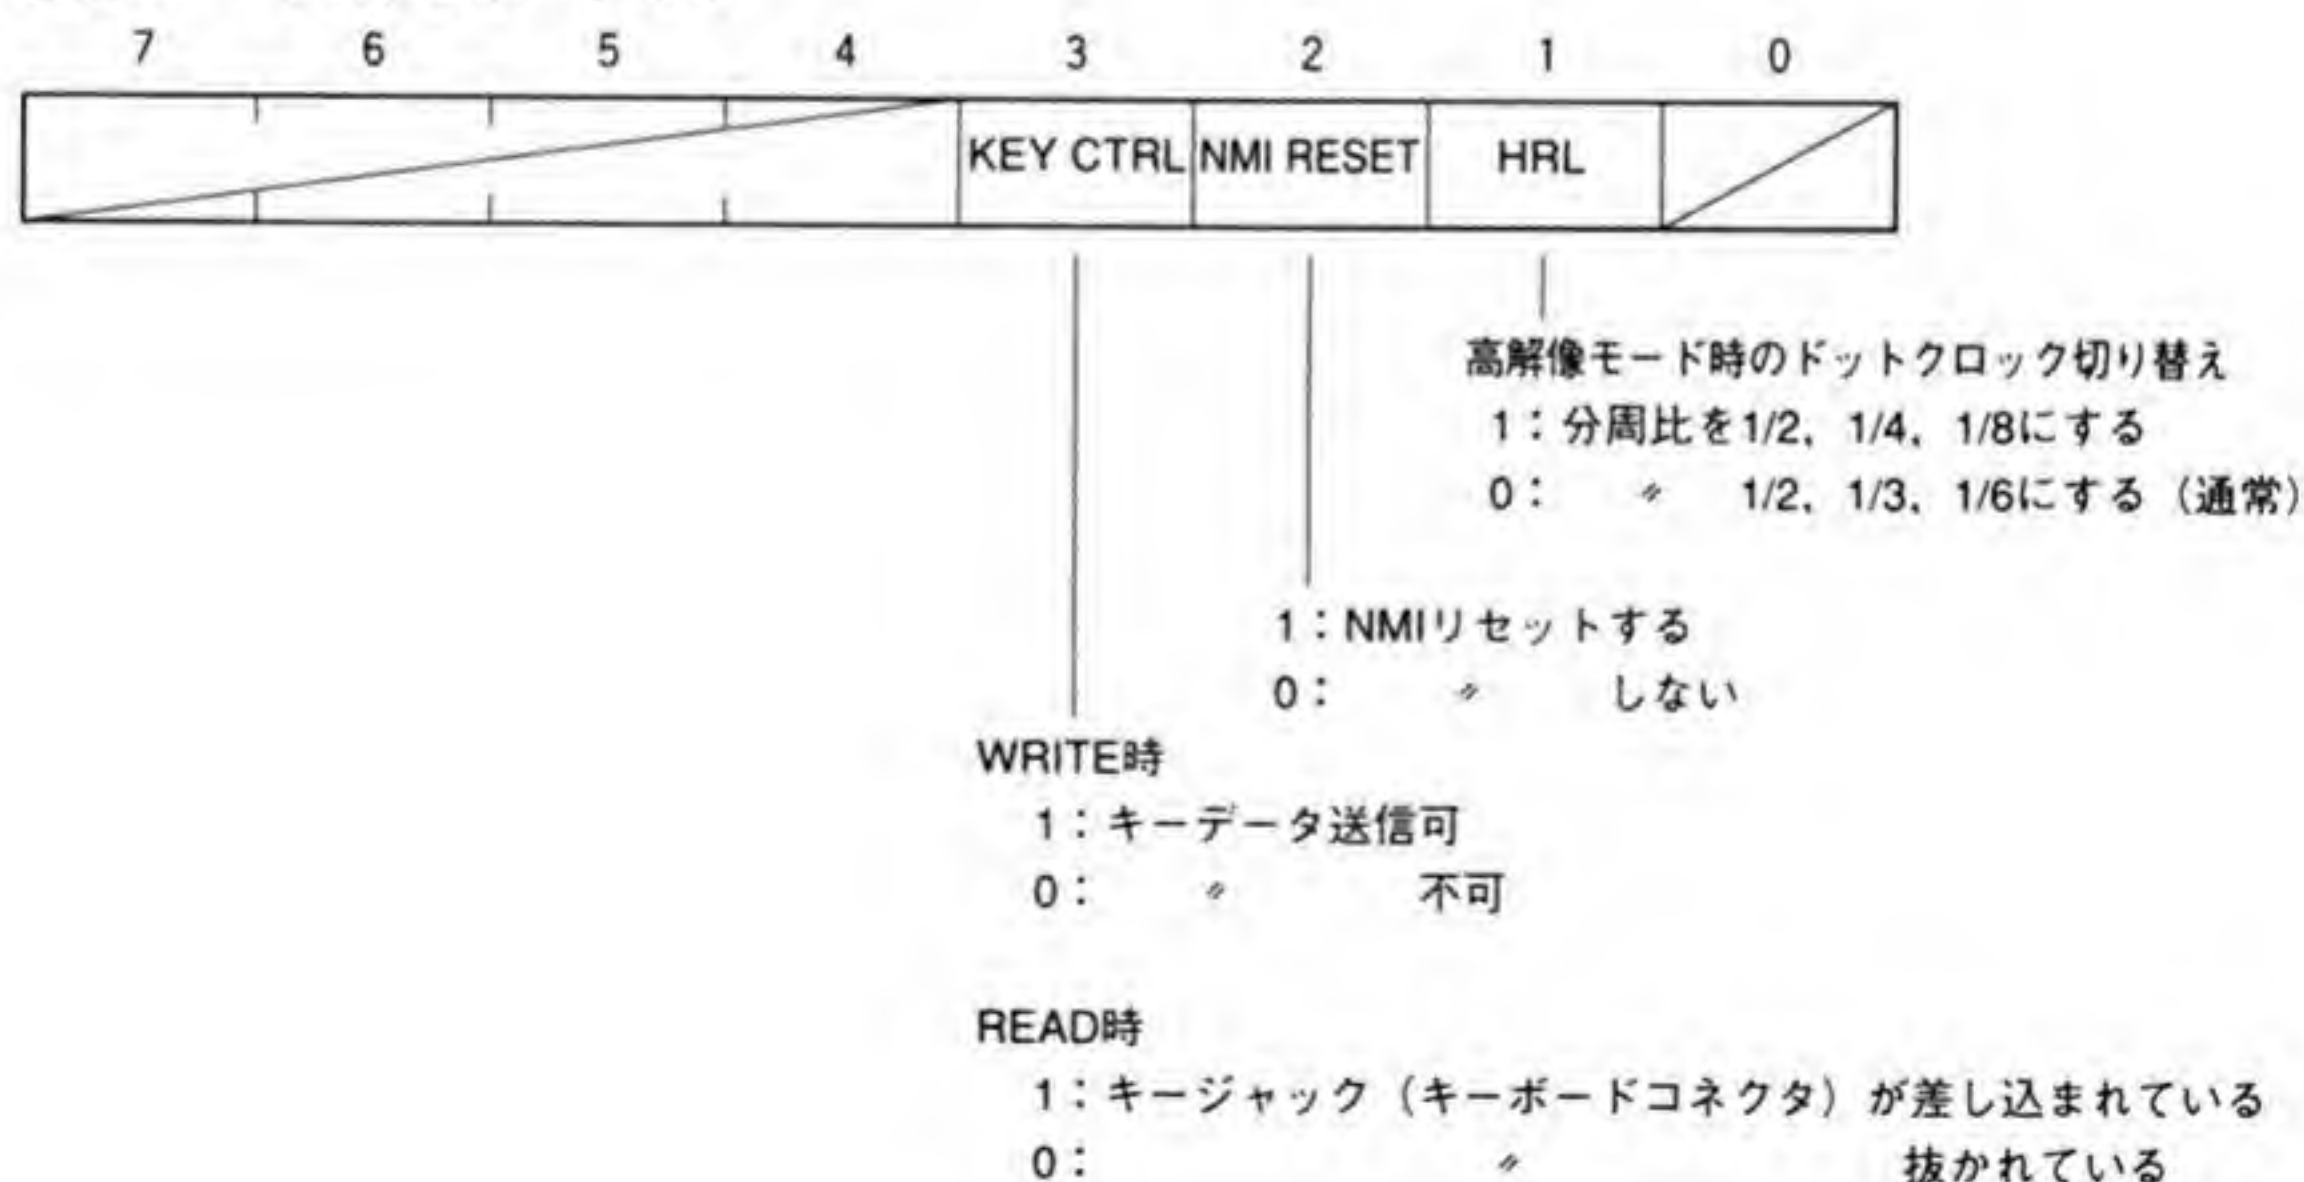 7 6 5 4 3 2 1 0
KEY CTRL NMI RESET HRL
高解像モード時のドットクロック切り替え
1：分周比を1/2，1/4，1/8にする
0：　〃　1/2，1/3，1/6にする（通常）
1：NMIリセットする
0：　〃　しない
WRITE時
1：キーデータ送信可
0：　〃　不可
READ時
1：キージャック（キーボードコネクタ）が差し込まれている
0：　〃　抜かれている